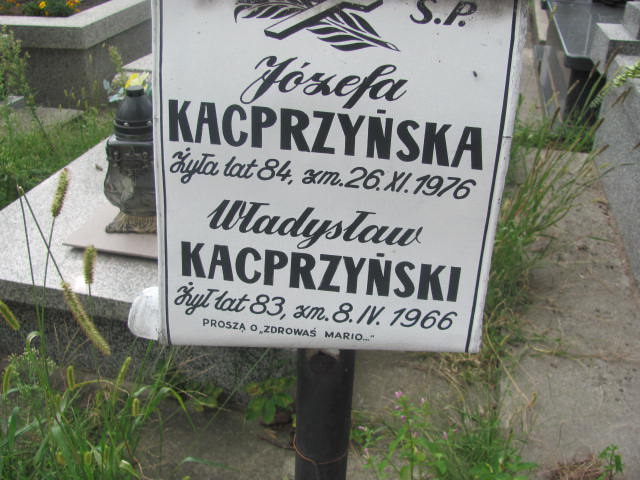 Ś.P.
Józefa
KACPRZYŃSKA
Żyła lat 84, zm. 26.XI.1976
Władysław
KACPRZYŃSKI
Żył lat 83, zm. 8.IV. 1966
PROSZĄ O „ZDROWAŚ MARIO..."